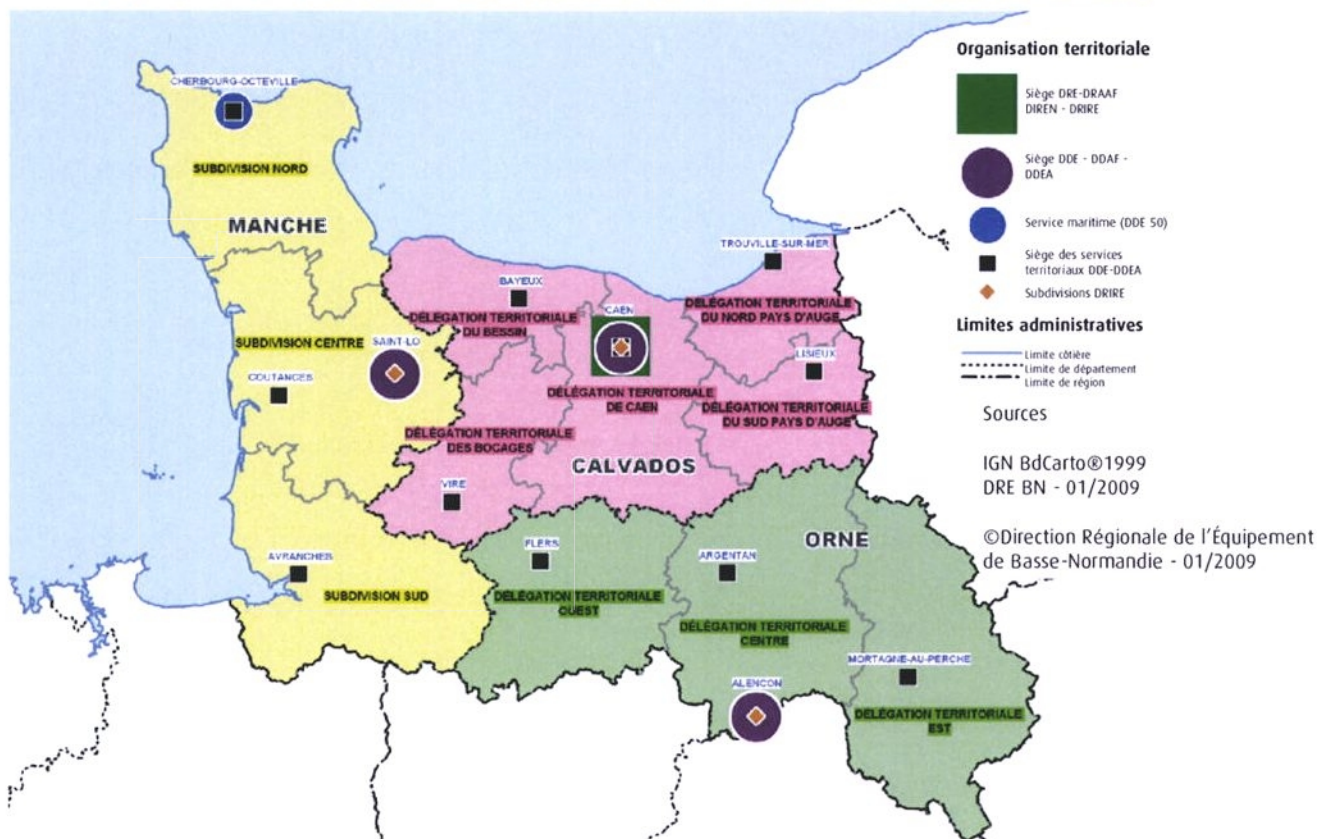 CHERBOURG-OCTEVILLE
SUBDIVISION NORD
MANCHE
SUBDIVISION CENTRE
SAINT-LO
COUTANCES
AVRANCHES
SUBDIVISION SUD
TROUVILLE-SUR-MER
BAYEUX
CAEN
DÉLÉGATION TERRITORIALE
DU BESSIN
DÉLÉGATION TERRITORIALE
DU NORD PAYS D'AUGE
LISIEUX
DÉLÉGATION TERRITORIALE
DE CAEN
DÉLÉGATION TERRITORIALE
DU SUD PAYS D'AUGE
DÉLÉGATION TERRITORIALE
DES BOCAGES
CALVADOS
VIRE
FLERS
ARGENTAN
ORNE
DÉLÉGATION TERRITORIALE
OUEST
DÉLÉGATION TERRITORIALE
CENTRE
MORTAGNE-AU-PERCHE
ALENCON
DÉLÉGATION TERRITORIALE
EST
Organisation territoriale
Siège DRE-DRAAF
DIREN - DRIRE
Siège DDE - DDAF -
DDEA
Service maritime (DDE 50)
Siège des services
territoriaux DDE-DDEA
Subdivisions DRIRE
Limites administratives
Limite côtière
Limite de département
Limite de région
Sources
IGN BdCarto®1999
DRE BN - 01/2009
©Direction Régionale de l'Équipement
de Basse-Normandie - 01/2009